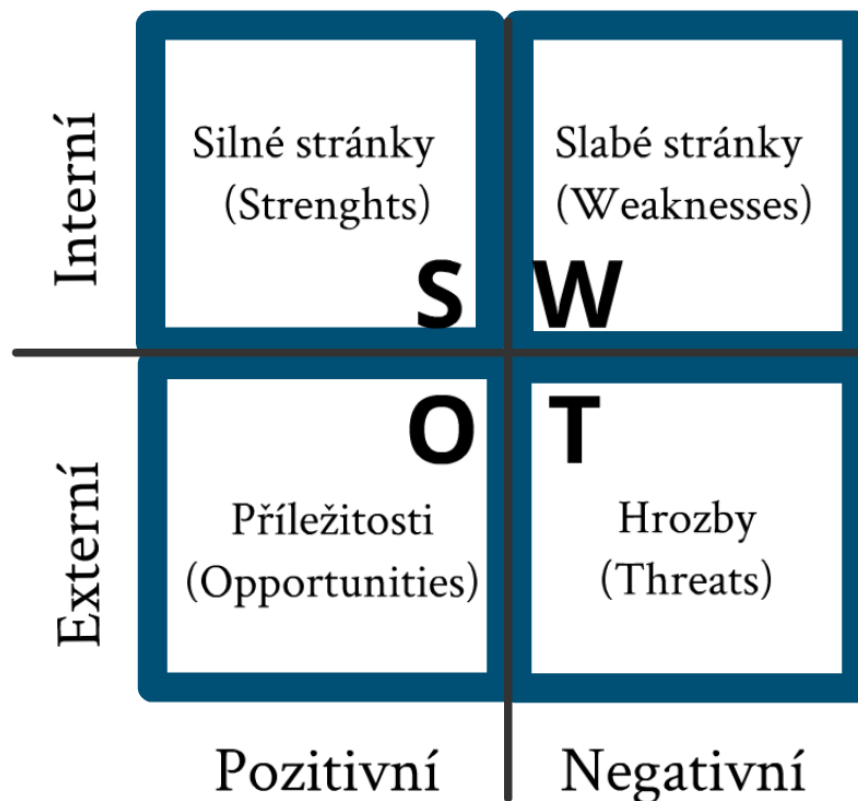 Interní
Silné stránky
(Strenghts)
S
Slabé stránky
(Weaknesses)
W
Externí
O
Příležitosti
(Opportunities)
T
Hrozby
(Threats)
Pozitivní
Negativní